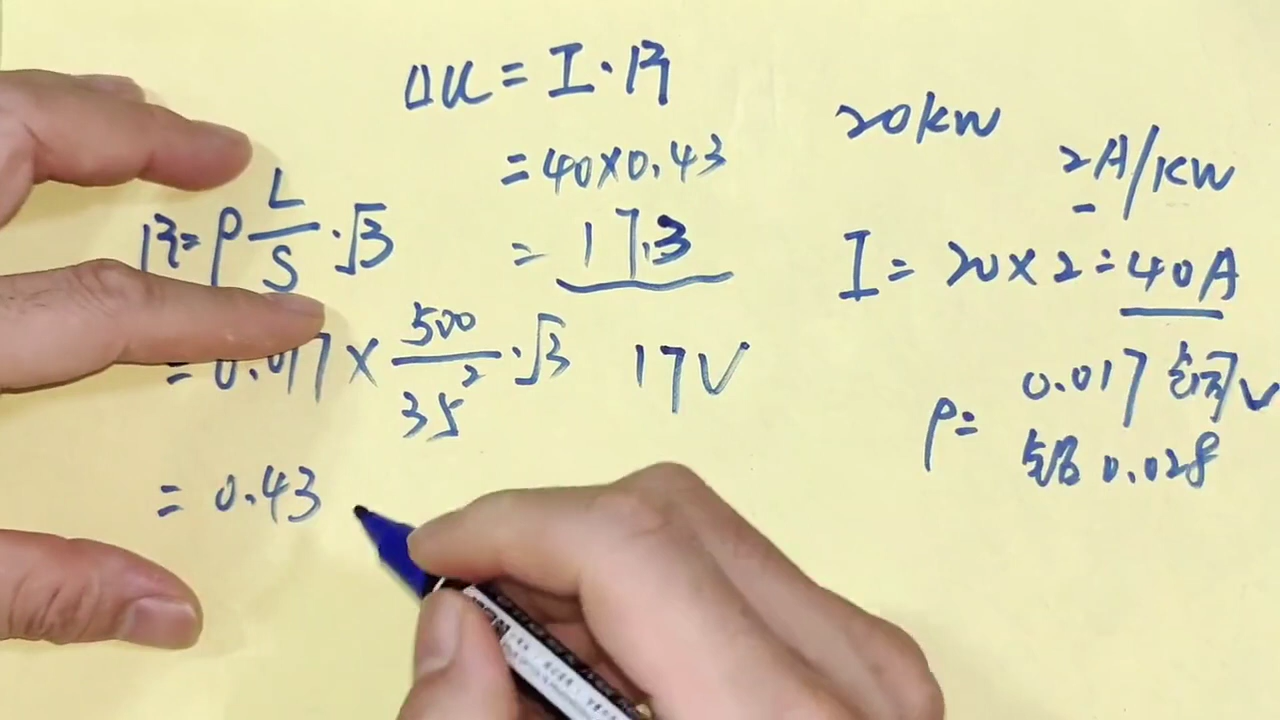 ΔU = I·R
= 40×0.43
= 17.3
R = ρ L/S ·√3
= 0.017 × 500/35² ·√3
= 0.43
17V
20kW
2A/KW
I = 20×2 = 40A
ρ = 0.017 铜 √
铝 0.028